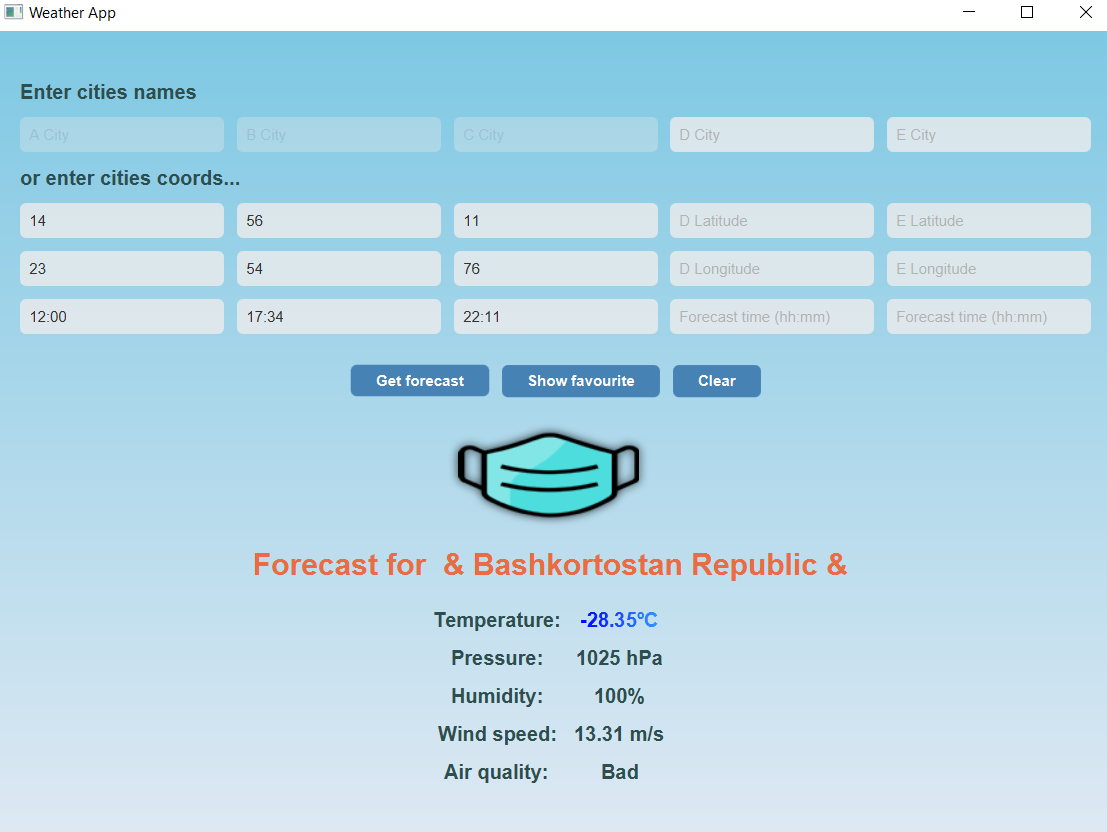 Weather App
Enter cities names
A City B City C City D City E City
or enter cities coords...
14 56 11 D Latitude E Latitude
23 54 76 D Longitude E Longitude
12:00 17:34 22:11 Forecast time (hh:mm) Forecast time (hh:mm)
Get forecast Show favourite Clear
Forecast for & Bashkortostan Republic &
Temperature: -28.35°C
Pressure: 1025 hPa
Humidity: 100%
Wind speed: 13.31 m/s
Air quality: Bad